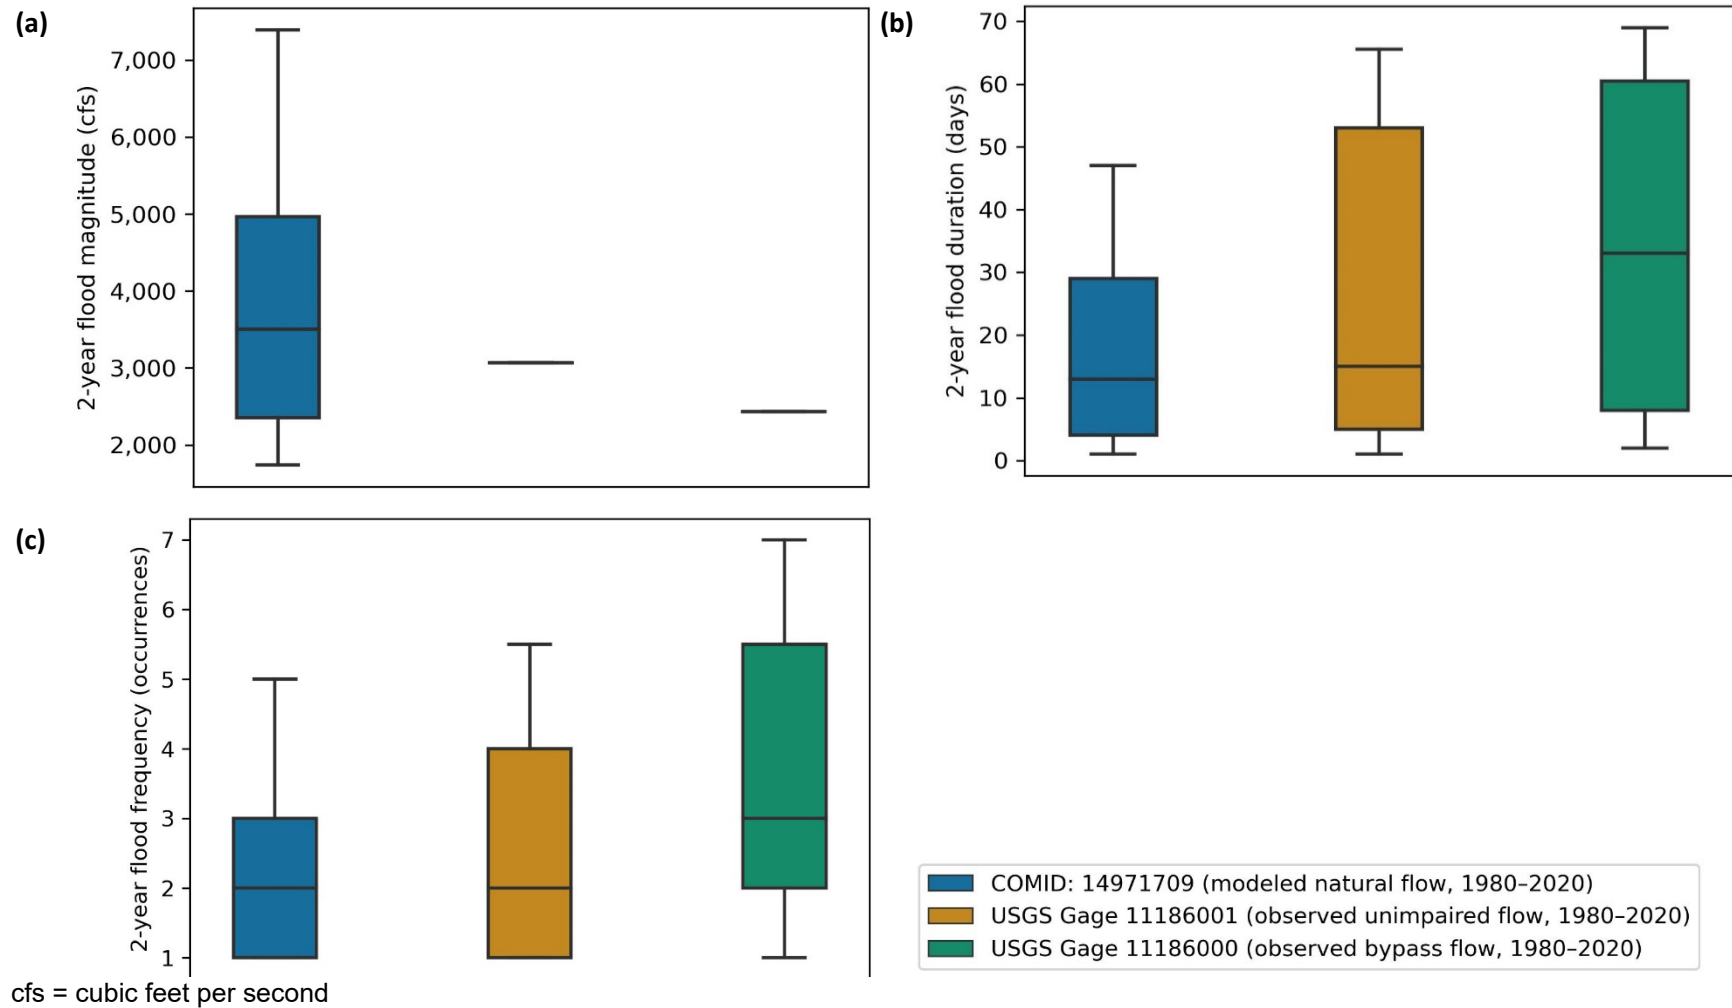 (a)
2-year flood magnitude (cfs)
7,000
6,000
5,000
4,000
3,000
2,000
(b)
2-year flood duration (days)
70
60
50
40
30
20
10
0
(c)
2-year flood frequency (occurrences)
7
6
5
4
3
2
1
COMID: 14971709 (modeled natural flow, 1980–2020)
USGS Gage 11186001 (observed unimpaired flow, 1980–2020)
USGS Gage 11186000 (observed bypass flow, 1980–2020)
cfs = cubic feet per second